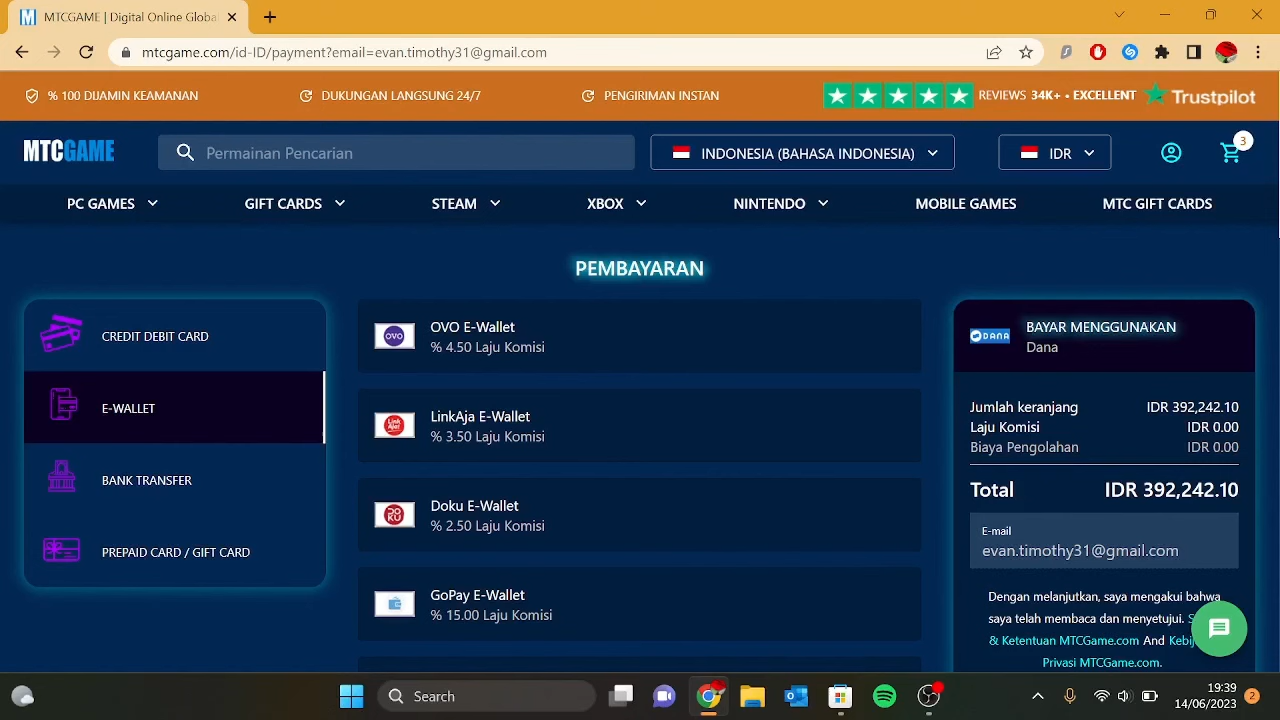 MTCGAME | Digital Online Global
mtcgame.com/id-ID/payment?email=evan.timothy31@gmail.com
% 100 DIJAMIN KEAMANAN
DUKUNGAN LANGSUNG 24/7
PENGIRIMAN INSTAN
REVIEWS 34K+ • EXCELLENT
Trustpilot
MTCGAME
Permainan Pencarian
INDONESIA (BAHASA INDONESIA)
IDR
3
PC GAMES
GIFT CARDS
STEAM
XBOX
NINTENDO
MOBILE GAMES
MTC GIFT CARDS
PEMBAYARAN
CREDIT DEBIT CARD
E-WALLET
BANK TRANSFER
PREPAID CARD / GIFT CARD
OVO
OVO E-Wallet
% 4.50 Laju Komisi
LinkAja!
LinkAja E-Wallet
% 3.50 Laju Komisi
DOKU
Doku E-Wallet
% 2.50 Laju Komisi
GoPay E-Wallet
% 15.00 Laju Komisi
DANA
BAYAR MENGGUNAKAN
Dana
Jumlah keranjang IDR 392,242.10
Laju Komisi IDR 0.00
Biaya Pengolahan IDR 0.00
Total IDR 392,242.10
E-mail
evan.timothy31@gmail.com
Dengan melanjutkan, saya mengakui bahwa
saya telah membaca dan menyetujui. S
& Ketentuan MTCGame.com And Kebij
Privasi MTCGame.com.
Search
19:39
14/06/2023
2